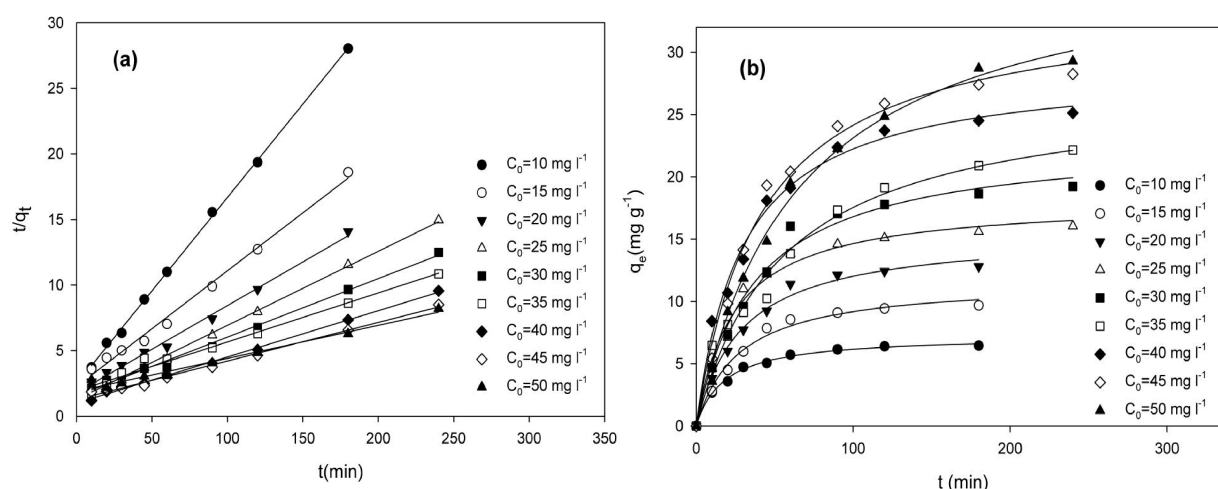 (a)
t/qt
30
25
20
15
10
5
0
0 50 100 150 200 250 300 350
t(min)
C0=10 mg l-1
C0=15 mg l-1
C0=20 mg l-1
C0=25 mg l-1
C0=30 mg l-1
C0=35 mg l-1
C0=40 mg l-1
C0=45 mg l-1
C0=50 mg l-1
(b)
qe(mg g-1)
30
25
20
15
10
5
0
0 100 200 300
t (min)
C0=10 mg l-1
C0=15 mg l-1
C0=20 mg l-1
C0=25 mg l-1
C0=30 mg l-1
C0=35 mg l-1
C0=40 mg l-1
C0=45 mg l-1
C0=50 mg l-1